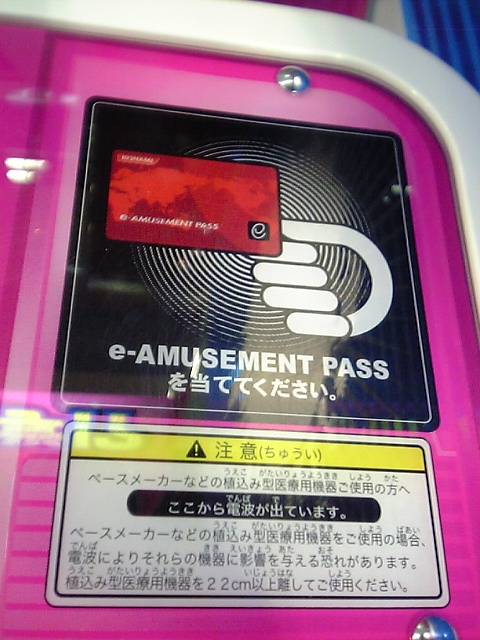 KONAMI
e-AMUSEMENT PASS
e-AMUSEMENT PASS
を当ててください。
注意(ちゅうい)
ペースメーカーなどの植込み型医療用機器ご使用の方へ
ここから電波が出ています。
ペースメーカーなどの植込み型医療用機器をご使用の場合、
電波によりそれらの機器に影響を与える恐れがあります。
植込み型医療用機器を22cm以上離してご使用ください。